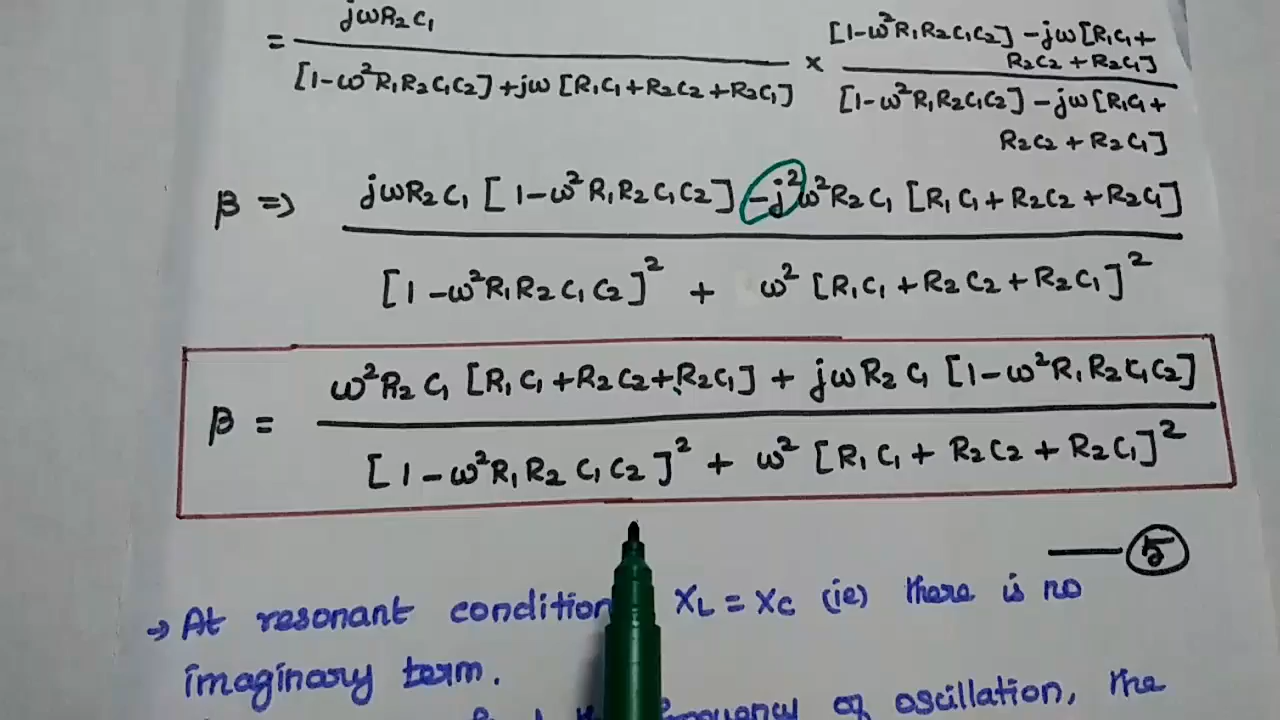 = jωR₂C₁ / [1-ω²R₁R₂C₁C₂] + jω [R₁C₁+R₂C₂+R₂C₁] × [1-ω²R₁R₂C₁C₂] - jω[R₁C₁+ R₂C₂+R₂C₁] / [1-ω²R₁R₂C₁C₂] - jω[R₁C₁+ R₂C₂+R₂C₁]
β => jωR₂C₁ [1-ω²R₁R₂C₁C₂] - j²ω²R₂C₁ [R₁C₁+R₂C₂+R₂C₁] / [1-ω²R₁R₂C₁C₂]² + ω² [R₁C₁+R₂C₂+R₂C₁]²
β = ω²R₂C₁ [R₁C₁+R₂C₂+R₂C₁] + jωR₂C₁ [1-ω²R₁R₂C₁C₂] / [1-ω²R₁R₂C₁C₂]² + ω² [R₁C₁+R₂C₂+R₂C₁]²
— 5
→ At resonant condition XL = XC (ie) there is no
imaginary term.
of oscillation, the